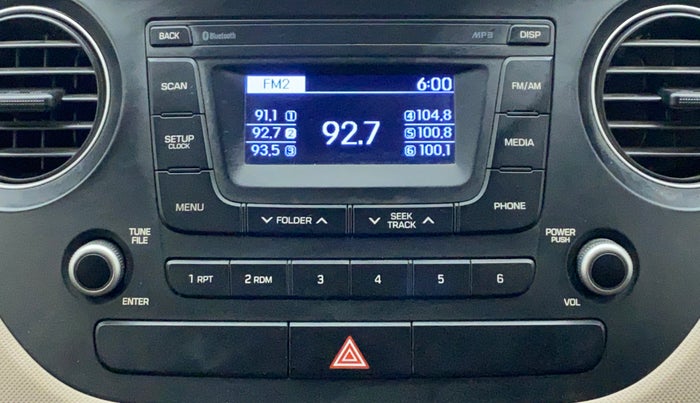 BACK Bluetooth MP3 DISP
SCAN FM2 6:00 FM/AM
91.1 1 4 104.8
92.7 2 92.7 5 100.8
93.5 3 6 100.1
SETUP
CLOCK
MEDIA
MENU
FOLDER
SEEK
TRACK
PHONE
TUNE
FILE
POWER
PUSH
1 RPT 2 RDM 3 4 5 6
ENTER VOL